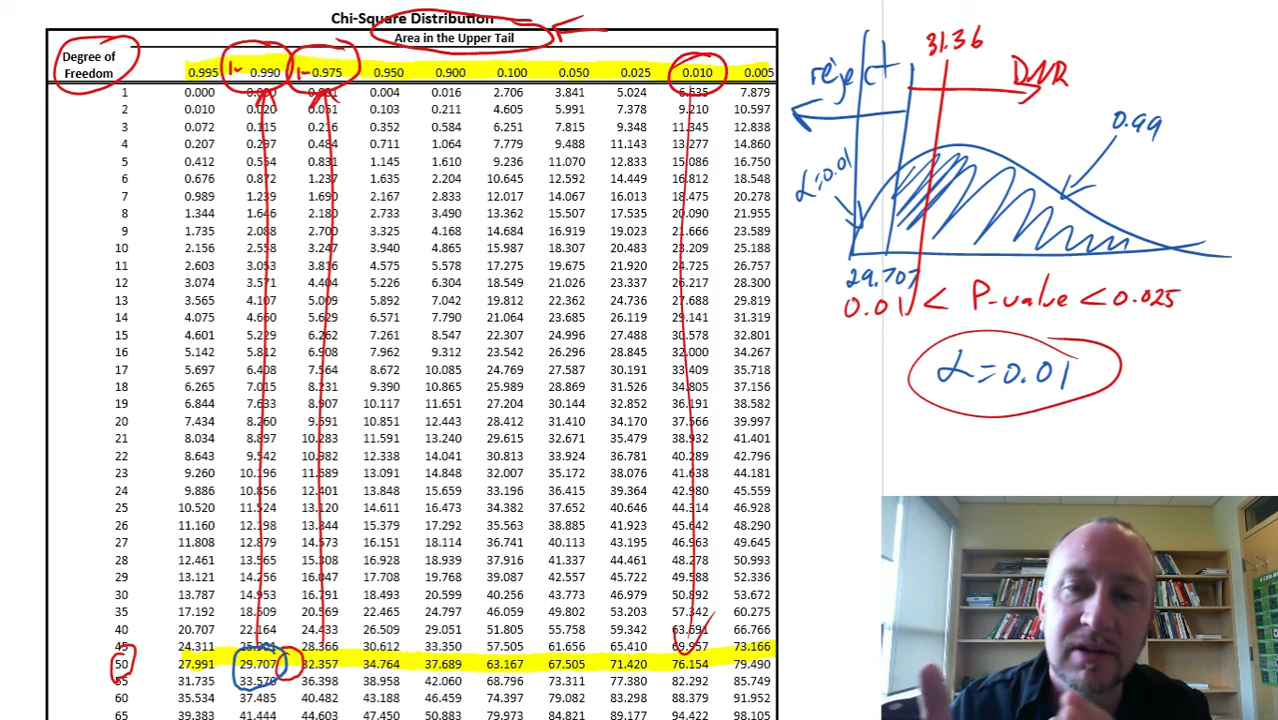 Chi-Square Distribution
Area in the Upper Tail
Degree of
Freedom
1- 0.990 1- 0.975
0.995 0.950 0.900 0.100 0.050 0.025 0.010 0.005
1 0.000 0.000 0.001 0.004 0.016 2.706 3.841 5.024 6.635 7.879
2 0.010 0.020 0.051 0.103 0.211 4.605 5.991 7.378 9.210 10.597
3 0.072 0.115 0.216 0.352 0.584 6.251 7.815 9.348 11.345 12.838
4 0.207 0.297 0.484 0.711 1.064 7.779 9.488 11.143 13.277 14.860
5 0.412 0.554 0.831 1.145 1.610 9.236 11.070 12.833 15.086 16.750
6 0.676 0.872 1.237 1.635 2.204 10.645 12.592 14.449 16.812 18.548
7 0.989 1.239 1.690 2.167 2.833 12.017 14.067 16.013 18.475 20.278
8 1.344 1.646 2.180 2.733 3.490 13.362 15.507 17.535 20.090 21.955
9 1.735 2.088 2.700 3.325 4.168 14.684 16.919 19.023 21.666 23.589
10 2.156 2.558 3.247 3.940 4.865 15.987 18.307 20.483 23.209 25.188
11 2.603 3.053 3.816 4.575 5.578 17.275 19.675 21.920 24.725 26.757
12 3.074 3.571 4.404 5.226 6.304 18.549 21.026 23.337 26.217 28.300
13 3.565 4.107 5.009 5.892 7.042 19.812 22.362 24.736 27.688 29.819
14 4.075 4.660 5.629 6.571 7.790 21.064 23.685 26.119 29.141 31.319
15 4.601 5.229 6.262 7.261 8.547 22.307 24.996 27.488 30.578 32.801
16 5.142 5.812 6.908 7.962 9.312 23.542 26.296 28.845 32.000 34.267
17 5.697 6.408 7.564 8.672 10.085 24.769 27.587 30.191 33.409 35.718
18 6.265 7.015 8.231 9.390 10.865 25.989 28.869 31.526 34.805 37.156
19 6.844 7.633 8.907 10.117 11.651 27.204 30.144 32.852 36.191 38.582
20 7.434 8.260 9.591 10.851 12.443 28.412 31.410 34.170 37.566 39.997
21 8.034 8.897 10.283 11.591 13.240 29.615 32.671 35.479 38.932 41.401
22 8.643 9.542 10.982 12.338 14.041 30.813 33.924 36.781 40.289 42.796
23 9.260 10.196 11.689 13.091 14.848 32.007 35.172 38.076 41.638 44.181
24 9.886 10.856 12.401 13.848 15.659 33.196 36.415 39.364 42.980 45.559
25 10.520 11.524 13.120 14.611 16.473 34.382 37.652 40.646 44.314 46.928
26 11.160 12.198 13.844 15.379 17.292 35.563 38.885 41.923 45.642 48.290
27 11.808 12.879 14.573 16.151 18.114 36.741 40.113 43.195 46.963 49.645
28 12.461 13.565 15.308 16.928 18.939 37.916 41.337 44.461 48.278 50.993
29 13.121 14.256 16.047 17.708 19.768 39.087 42.557 45.722 49.588 52.336
30 13.787 14.953 16.791 18.493 20.599 40.256 43.773 46.979 50.892 53.672
35 17.192 18.509 20.569 22.465 24.797 46.059 49.802 53.203 57.342 60.275
40 20.707 22.164 24.433 26.509 29.051 51.805 55.758 59.342 63.691 66.766
45 24.311 28.366 30.612 33.350 57.505 61.656 65.410 69.957 73.166
50 27.991 29.707 32.357 34.764 37.689 63.167 67.505 71.420 76.154 79.490
55 31.735 33.570 36.398 38.958 42.060 68.796 73.311 77.380 82.292 85.749
60 35.534 37.485 40.482 43.188 46.459 74.397 79.082 83.298 88.379 91.952
65 39.383 41.444 44.603 47.450 50.883 79.973 84.821 89.177 94.422 98.105
31.36
reject DNR
0.99
α=0.01
29.707
0.01 < P-value < 0.025
α=0.01